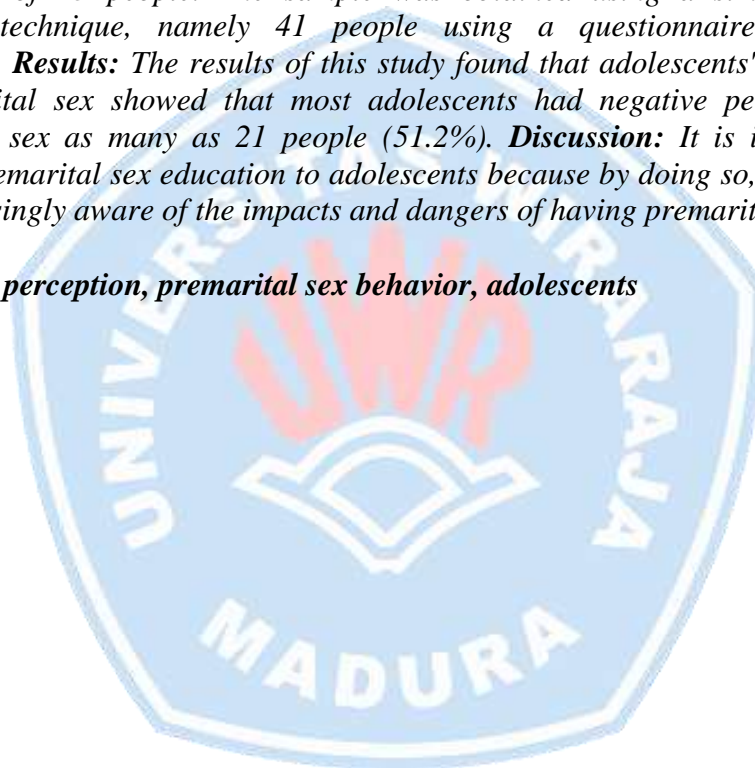 technique, namely 41 people using a questionnaire
Results: The results of this study found that adolescents'
ital sex showed that most adolescents had negative pe
sex as many as 21 people (51.2%). Discussion: It is i
emarital sex education to adolescents because by doing so,
ingly aware of the impacts and dangers of having premarit
perception, premarital sex behavior, adolescents
UNIVERSITAS WIRARAJA
UWR
MADURA